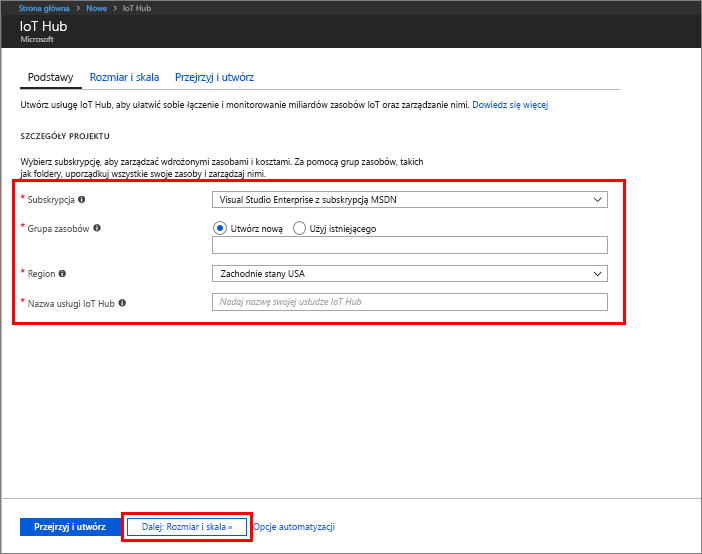 Strona główna > Nowe > IoT Hub
IoT Hub
Microsoft
Podstawy Rozmiar i skala Przejrzyj i utwórz
Utwórz usługę IoT Hub, aby ułatwić sobie łączenie i monitorowanie miliardów zasobów IoT oraz zarządzanie nimi. Dowiedz się więcej
SZCZEGÓŁY PROJEKTU
Wybierz subskrypcję, aby zarządzać wdrożonymi zasobami i kosztami. Za pomocą grup zasobów, takich
jak foldery, uporządkuj wszystkie swoje zasoby i zarządzaj nimi.
* Subskrypcja Visual Studio Enterprise z subskrypcją MSDN
* Grupa zasobów Utwórz nową Użyj istniejącego
* Region Zachodnie stany USA
* Nazwa usługi IoT Hub Nadaj nazwę swojej usłudze IoT Hub
Przejrzyj i utwórz Dalej: Rozmiar i skala » Opcje automatyzacji